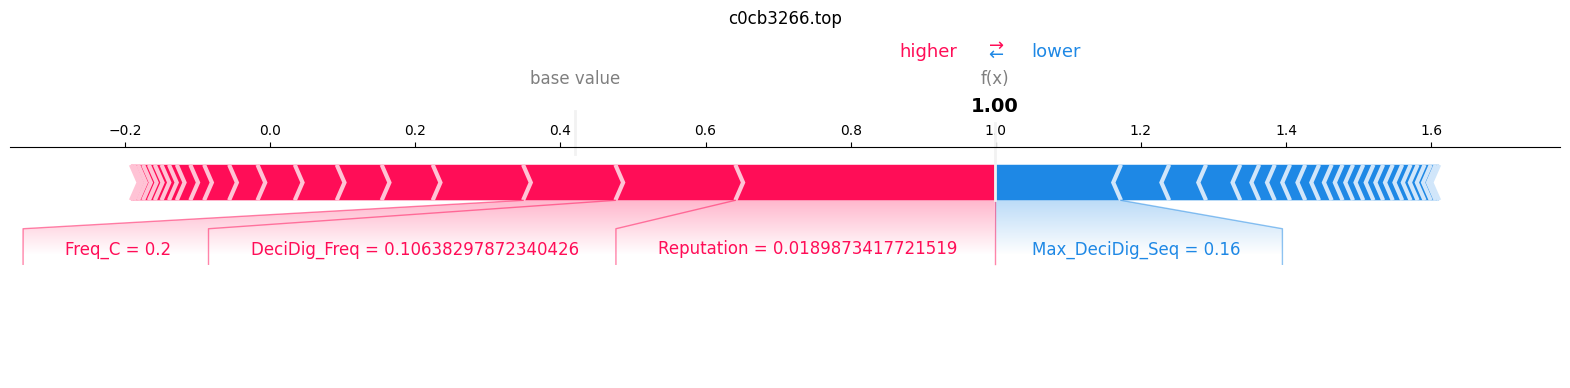 c0cb3266.top
higher → ← lower
base value f(x)
1.00
−0.2 0.0 0.2 0.4 0.6 0.8 1.0 1.2 1.4 1.6
Freq_C = 0.2 DeciDig_Freq = 0.10638297872340426 Reputation = 0.0189873417721519 Max_DeciDig_Seq = 0.16